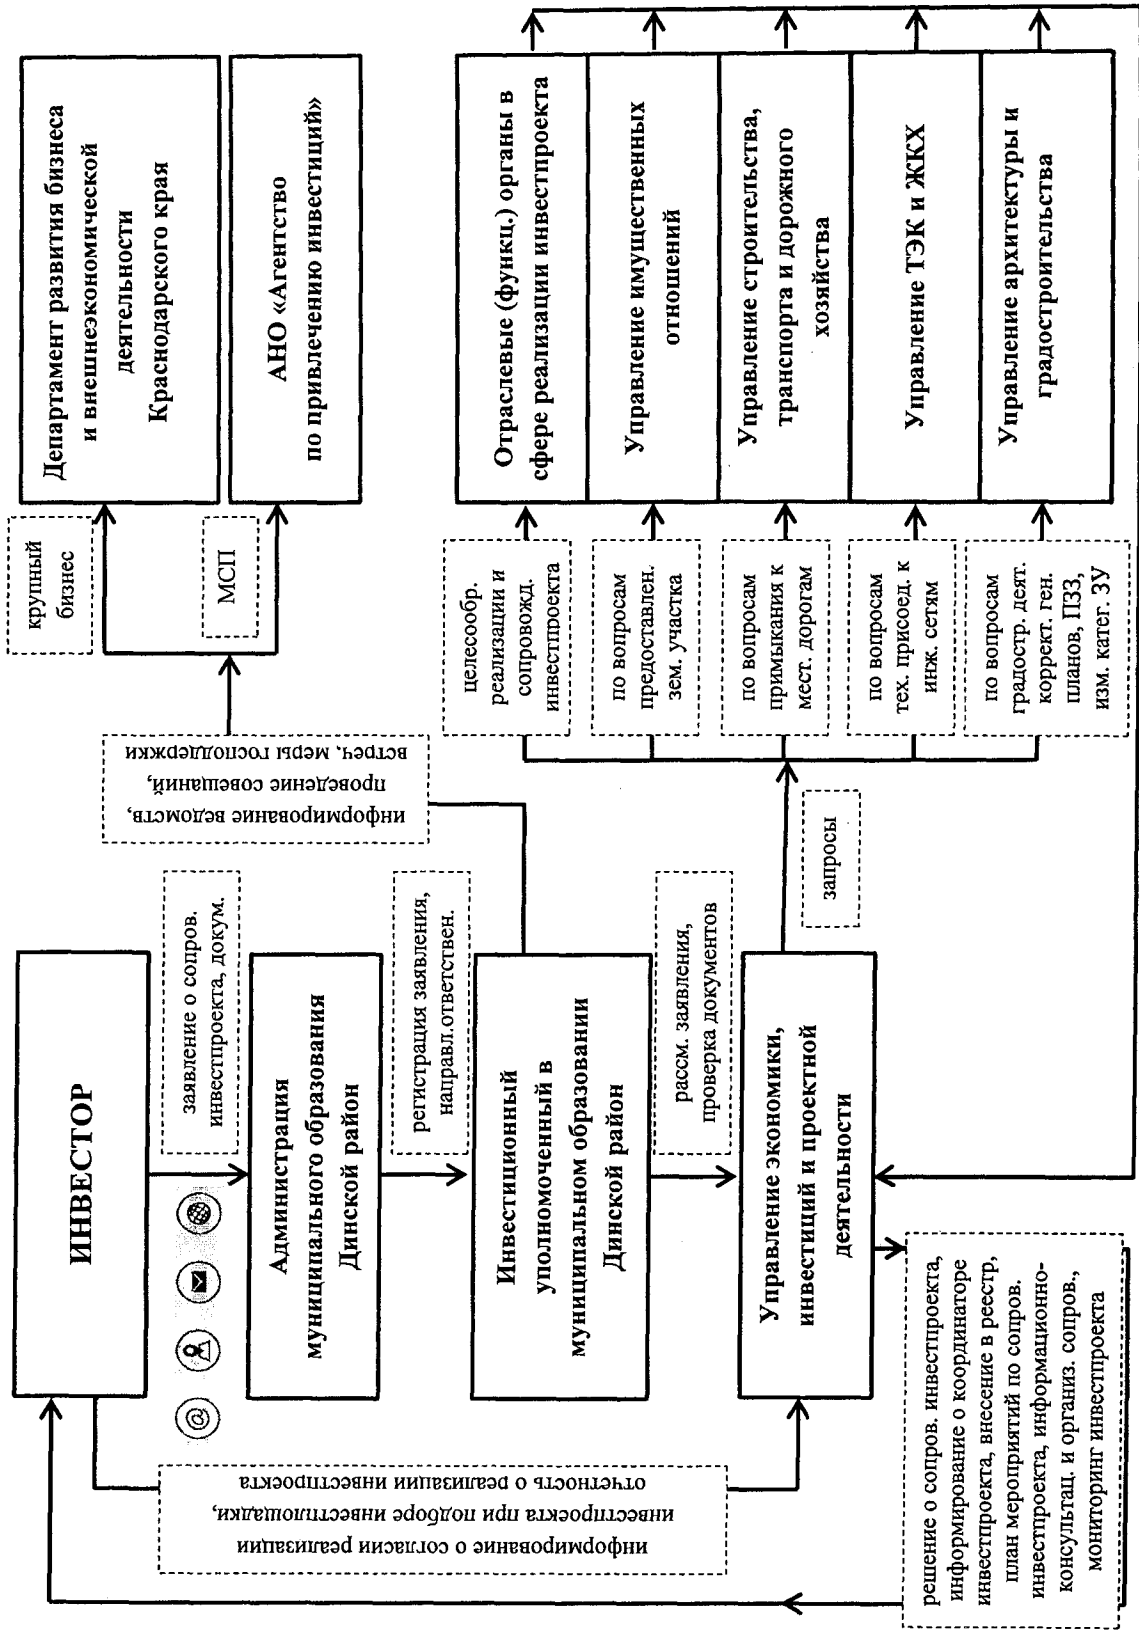 ИНВЕСТОР
@
заявление о сопров.
инвестпроекта, докум.
Администрация
муниципального образования
Динской район
регистрация заявления,
направл.ответствен.
Инвестиционный
уполномоченный в
муниципальном образовании
Динской район
рассм. заявления,
проверка документов
Управление экономики,
инвестиций и проектной
деятельности
информирование о согласии реализации
инвестпроекта при подборе инвестплощадки,
отчетность о реализации инвестпроекта
решение о сопров. инвестпроекта,
информирование о координаторе
инвестпроекта, внесение в реестр,
план мероприятий по сопров.
инвестпроекта, информационно-
консультац. и организ. сопров.,
мониторинг инвестпроекта
информирование ведомств,
проведение совещаний,
встреч, меры господдержки
крупный
бизнес
МСП
Департамент развития бизнеса
и внешнеэкономической
деятельности
Краснодарского края
АНО «Агентство
по привлечению инвестиций»
запросы
целесообр.
реализации и
сопровожд.
инвестпроекта
по вопросам
предоставлен.
зем. участка
по вопросам
примыкания к
мест. дорогам
по вопросам
тех. присоед. к
инж. сетям
по вопросам
градостр. деят.
коррект. ген.
планов, ПЗЗ,
изм. катег. ЗУ
Отраслевые (функц.) органы в
сфере реализации инвестпроекта
Управление имущественных
отношений
Управление строительства,
транспорта и дорожного
хозяйства
Управление ТЭК и ЖКХ
Управление архитектуры и
градостроительства